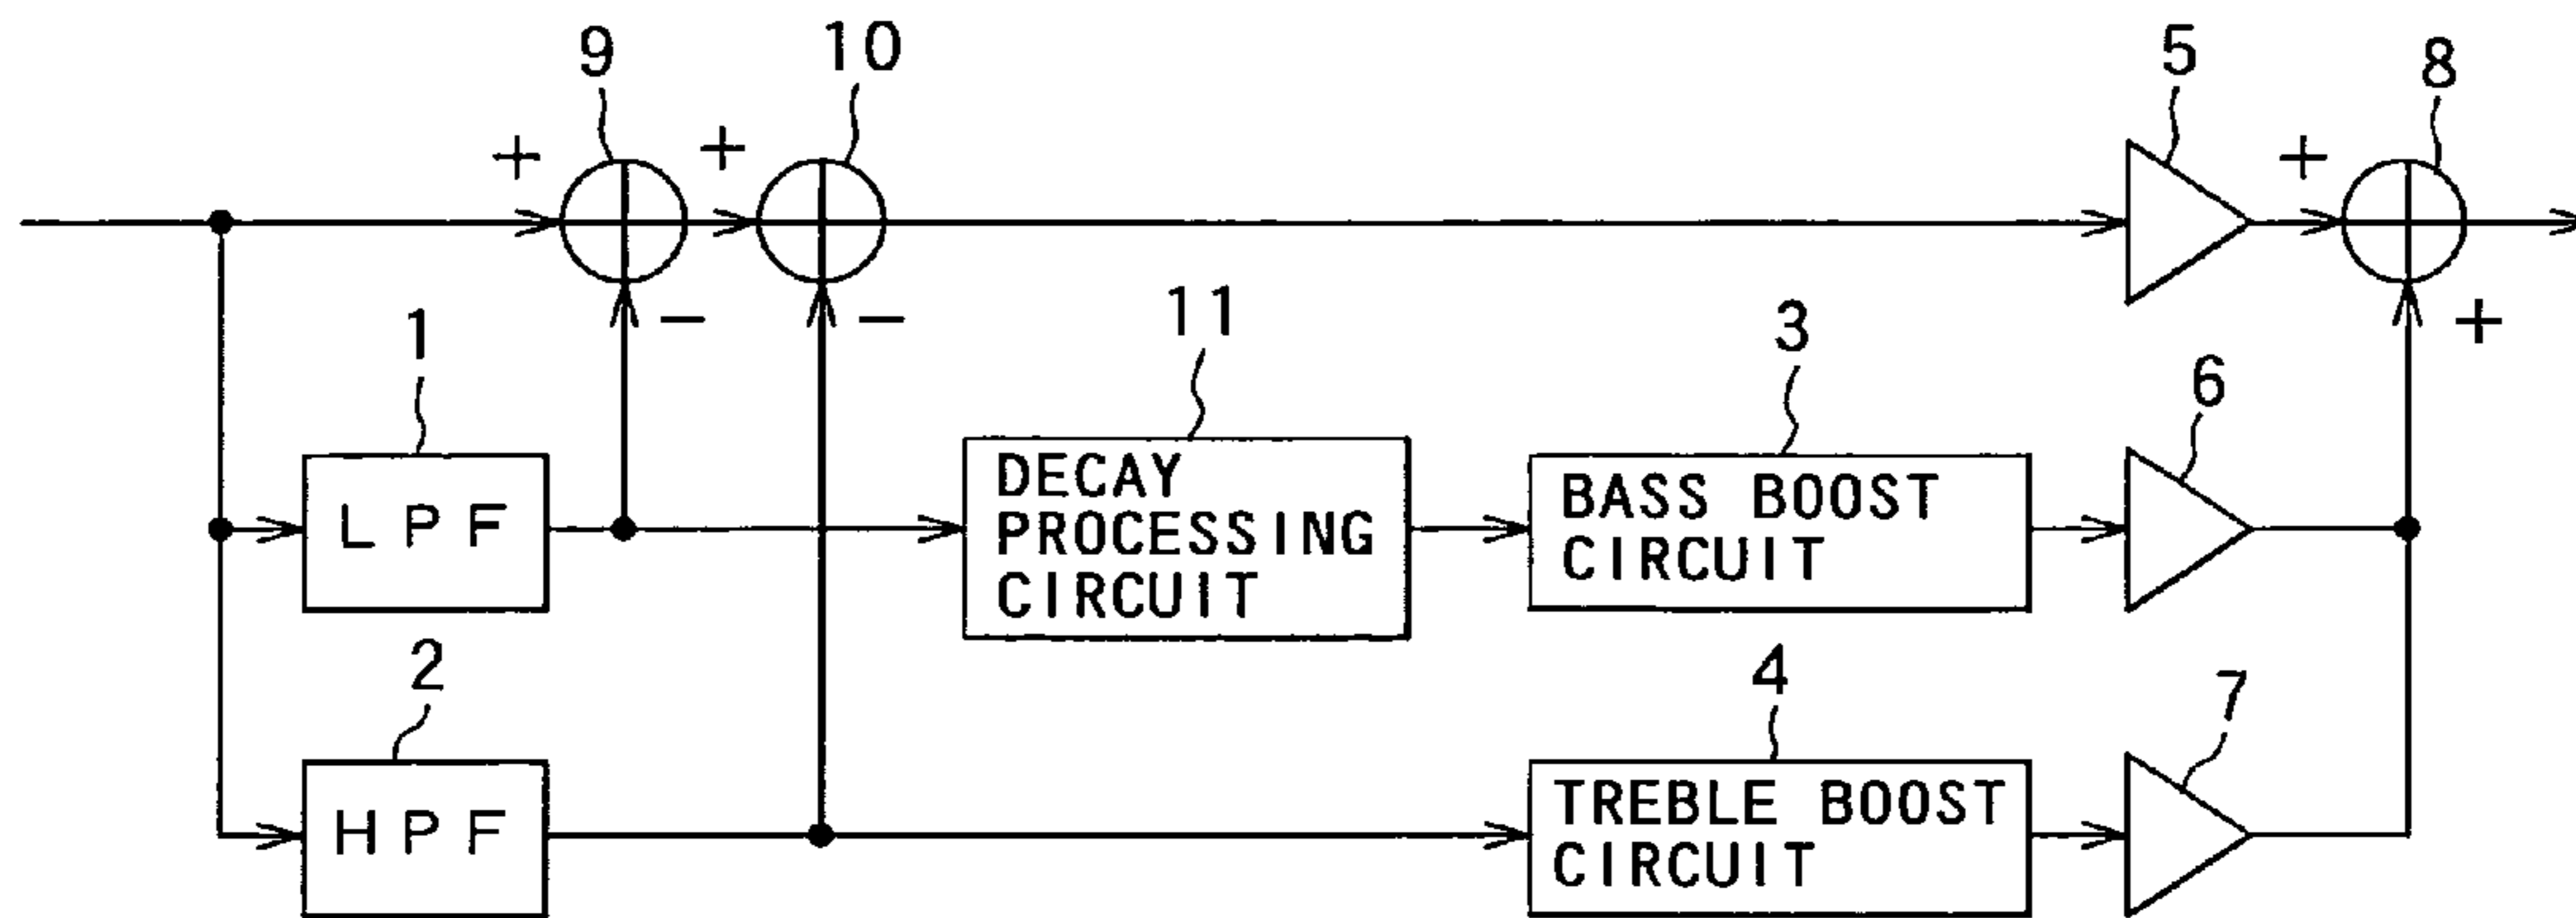 9
10
5
8
+
+
+
1
−
−
11
3
+
6
LPF
DECAY
PROCESSING
CIRCUIT
BASS BOOST
CIRCUIT
2
4
7
HPF
TREBLE BOOST
CIRCUIT